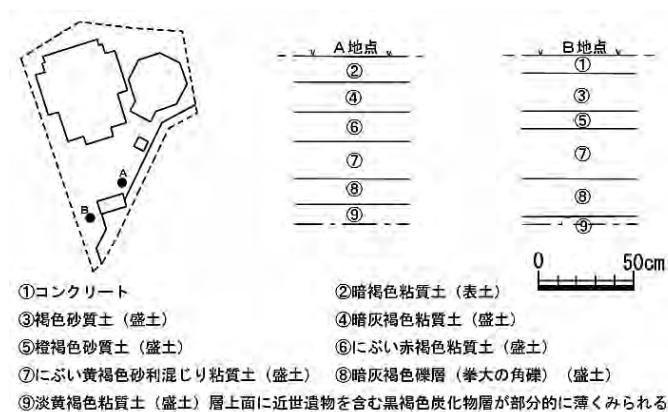 A地点
B地点
②
④
⑥
⑦
⑧
⑨
①
③
⑤
⑦
⑧
⑨
A
B
0 50cm
①コンクリート
②暗褐色粘質土（表土）
③褐色砂質土（盛土）
④暗灰褐色粘質土（盛土）
⑤橙褐色砂質土（盛土）
⑥にぶい赤褐色粘質土（盛土）
⑦にぶい黄褐色砂利混じり粘質土（盛土）
⑧暗灰褐色礫層（拳大の角礫）（盛土）
⑨淡黄褐色粘質土（盛土）層上面に近世遺物を含む黒褐色炭化物層が部分的に薄くみられる。